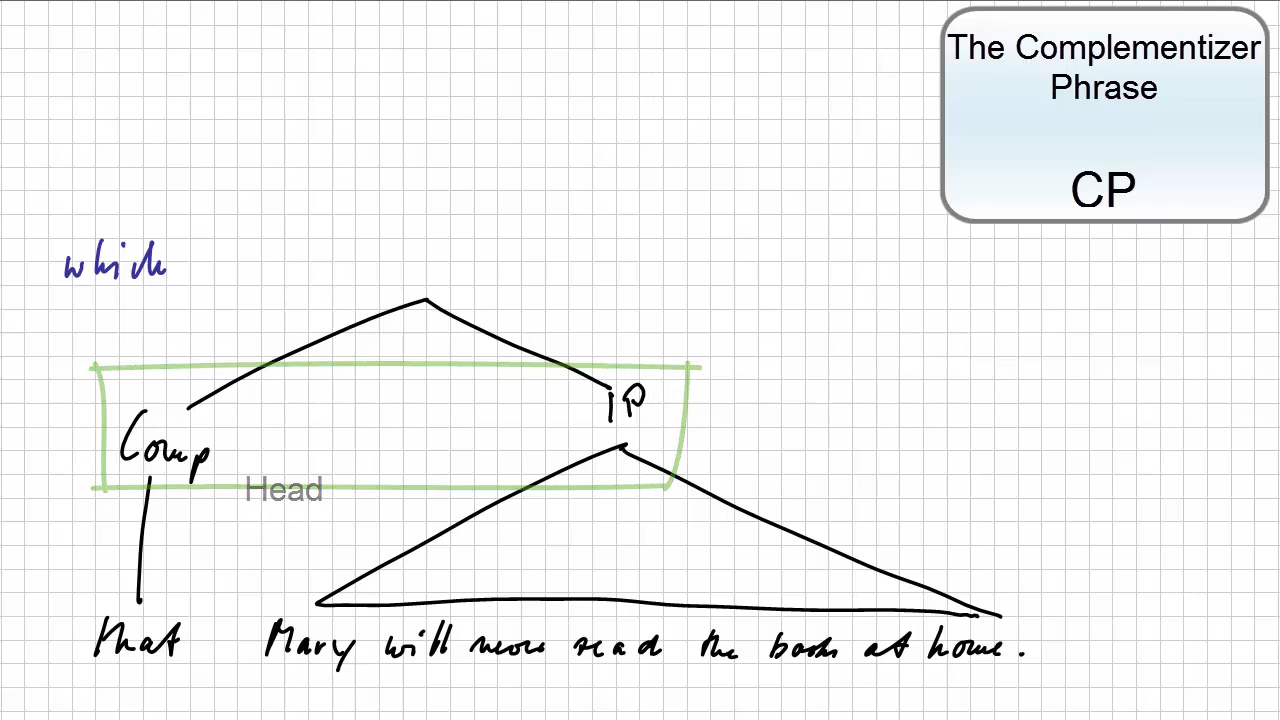 The Complementizer
Phrase
CP
which
IP
Comp
Head
that Mary will never read the book at home.